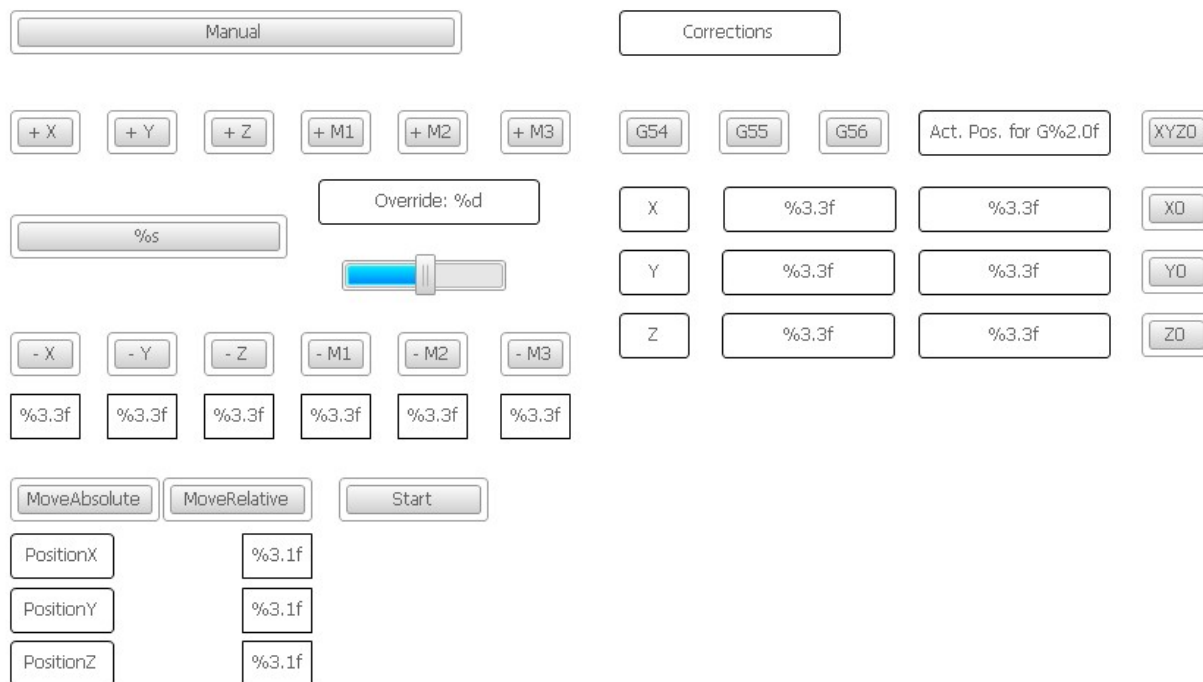 Manual
Corrections
+ X + Y + Z + M1 + M2 + M3
G54 G55 G56 Act. Pos. for G%2.0f XYZ0
Override: %d
X %3.3f %3.3f X0
%s
Y %3.3f %3.3f Y0
Z %3.3f %3.3f Z0
- X - Y - Z - M1 - M2 - M3
%3.3f %3.3f %3.3f %3.3f %3.3f %3.3f
MoveAbsolute MoveRelative Start
PositionX %3.1f
PositionY %3.1f
PositionZ %3.1f